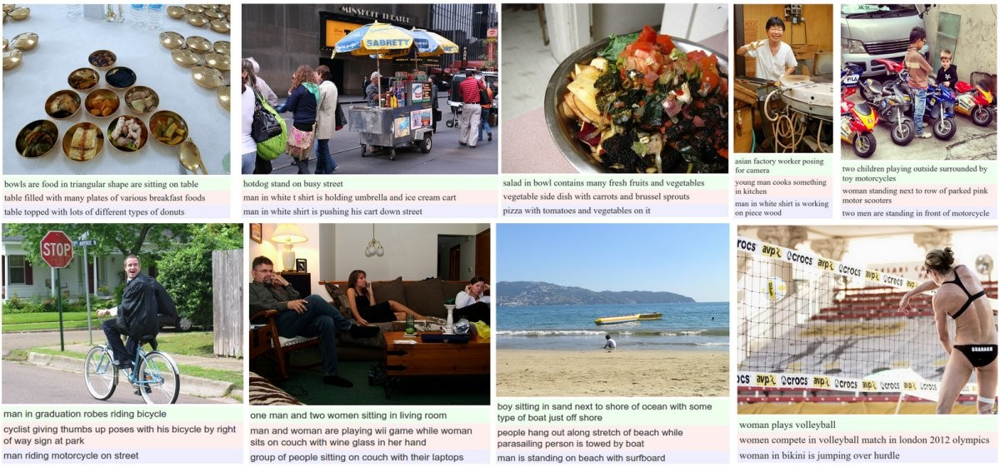 MINSKOFF THEATRE
SABRETT
bowls are food in triangular shape are sitting on table
table filled with many plates of various breakfast foods
table topped with lots of different types of donuts
hotdog stand on busy street
man in white t shirt is holding umbrella and ice cream cart
man in white shirt is pushing his cart down street
salad in bowl contains many fresh fruits and vegetables
vegetable side dish with carrots and brussel sprouts
pizza with tomatoes and vegetables on it
asian factory worker posing
for camera
young man cooks something
in kitchen
man in white shirt is working
on piece wood
two children playing outside surrounded by
toy motorcycles
woman standing next to row of parked pink
motor scooters
two men are standing in front of motorcycle
STOP
AVENUE
man in graduation robes riding bicycle
cyclist giving thumbs up poses with his bicycle by right
of way sign at park
man riding motorcycle on street
one man and two women sitting in living room
man and woman are playing wii game while woman
sits on couch with wine glass in her hand
group of people sitting on couch with their laptops
boy sitting in sand next to shore of ocean with some
type of boat just off shore
people hang out along stretch of beach while
parasailing person is towed by boat
man is standing on beach with surfboard
crocs avp crocs avp crocs avp crocs
BRANAGH
avp crocs avp crocs avp crocs avp
woman plays volleyball
women compete in volleyball match in london 2012 olympics
woman in bikini is jumping over hurdle